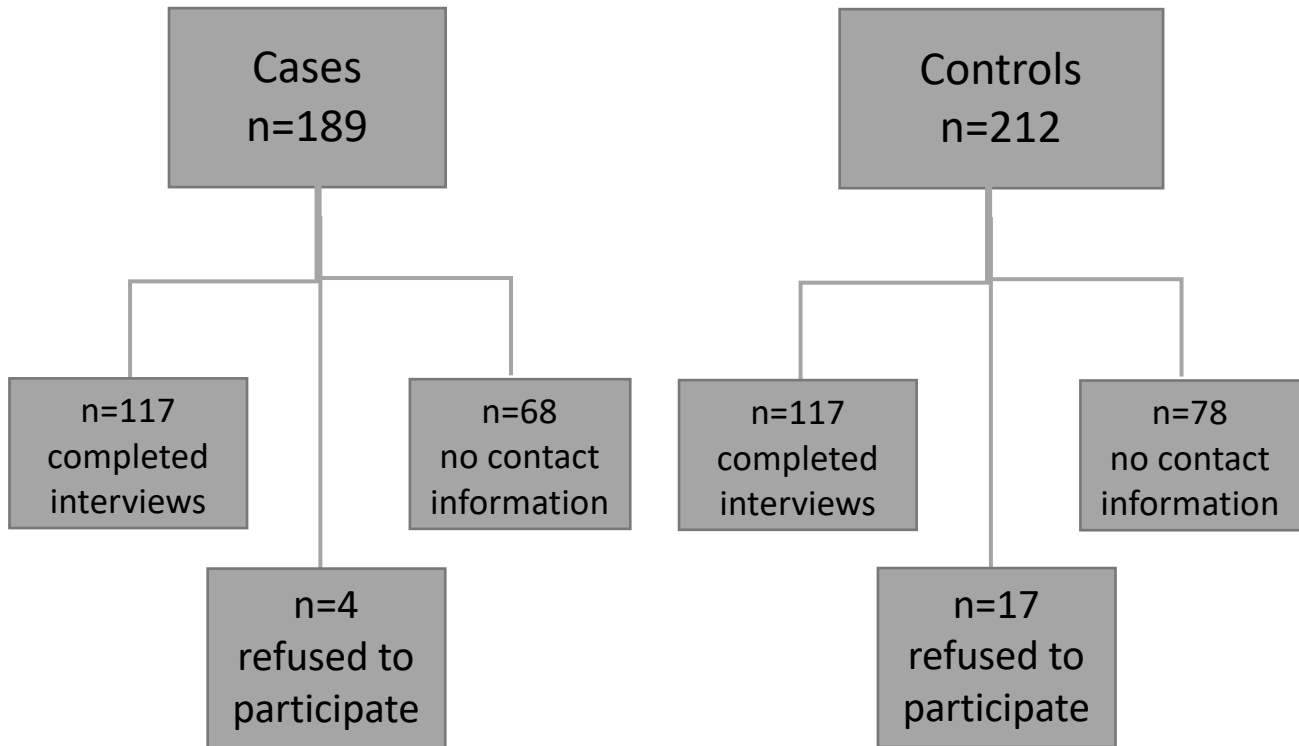 Cases
n=189
Controls
n=212
n=117
completed
interviews
n=68
no contact
information
n=4
refused to
participate
n=117
completed
interviews
n=78
no contact
information
n=17
refused to
participate